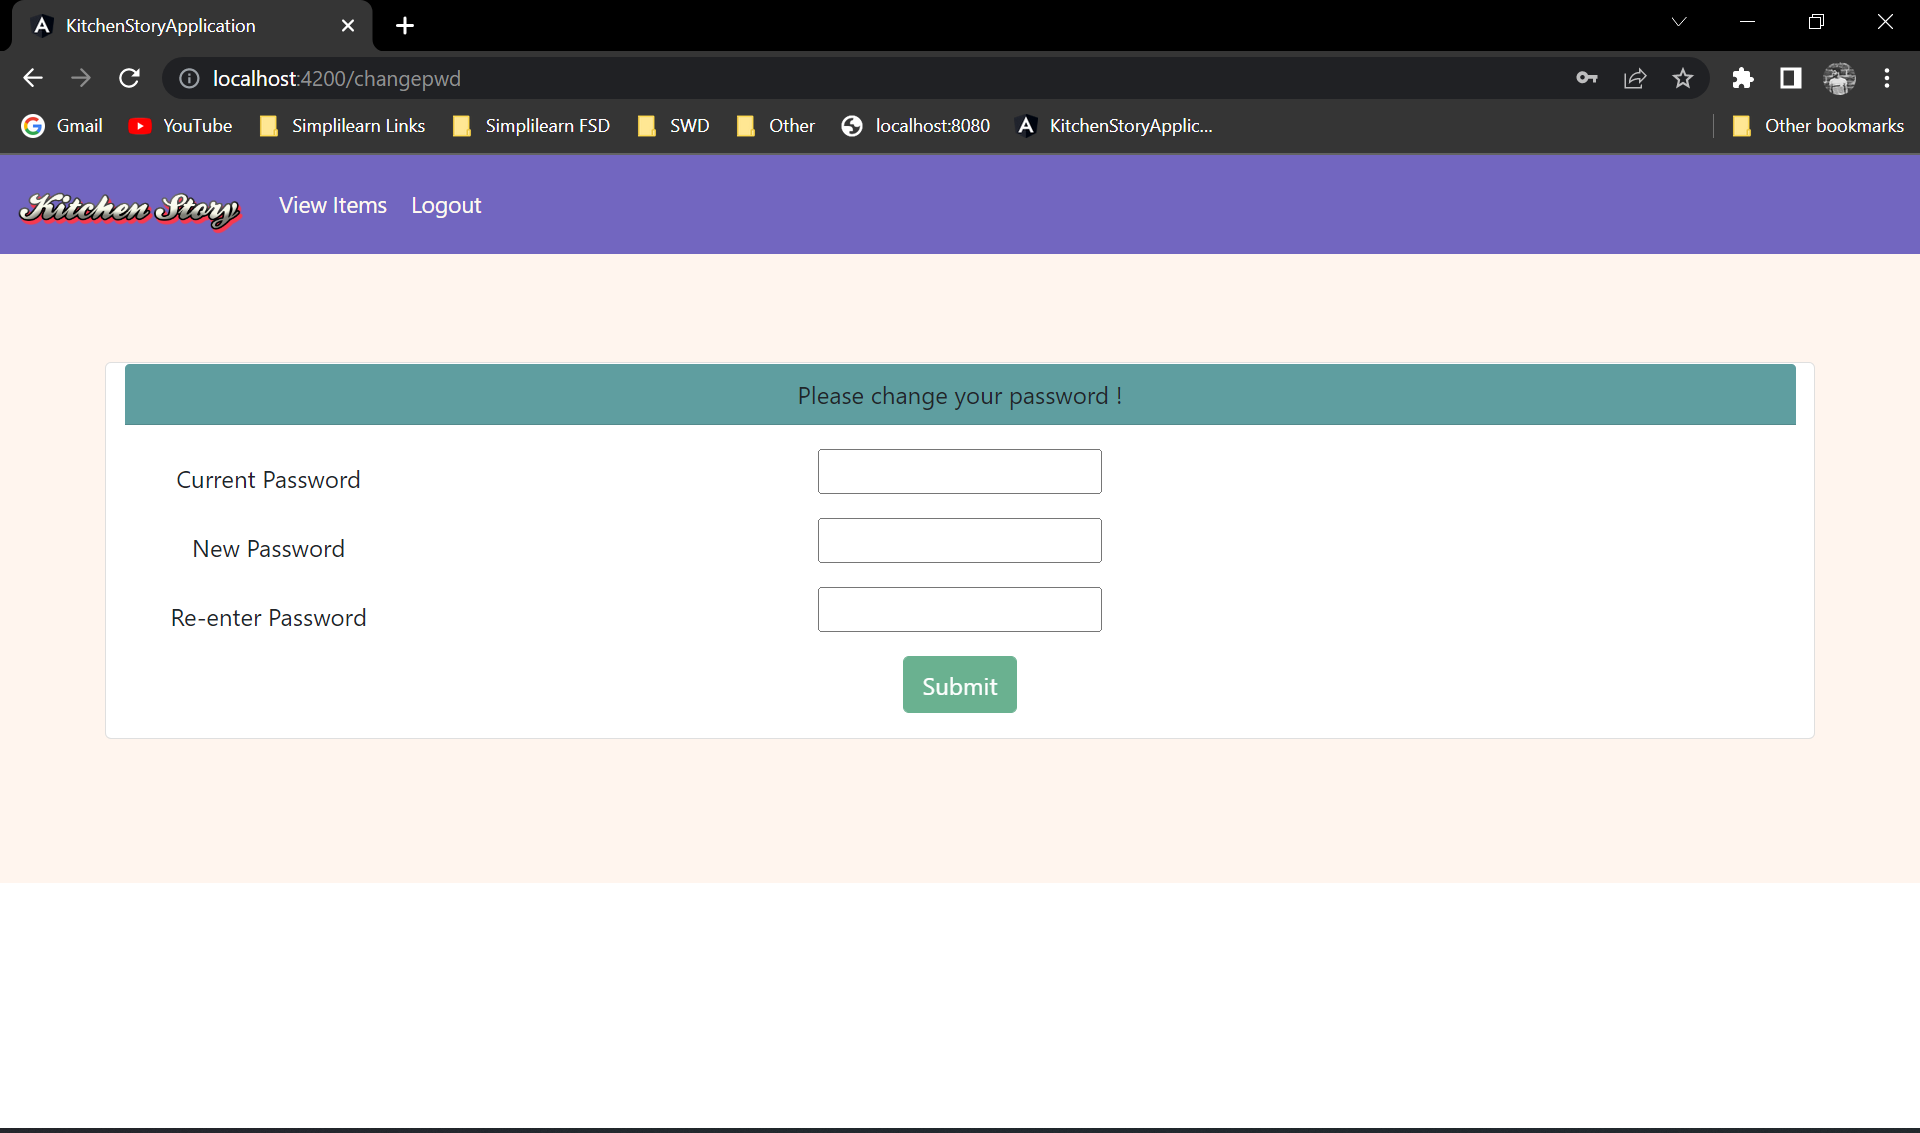 KitchenStoryApplication
localhost:4200/changepwd
Gmail YouTube Simplilearn Links Simplilearn FSD SWD Other localhost:8080 KitchenStoryApplic... Other bookmarks
Kitchen Story View Items Logout
Please change your password !
Current Password
New Password
Re-enter Password
Submit